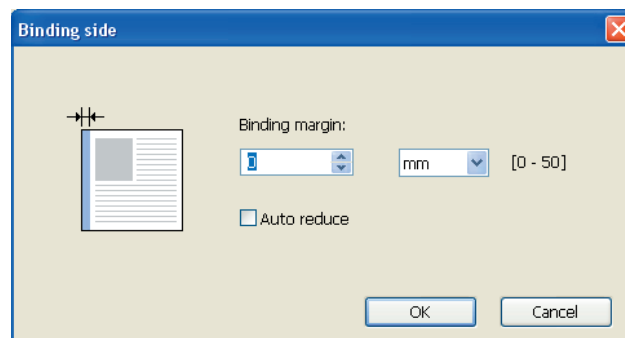 Binding side
Binding margin:
0 mm [0 - 50]
Auto reduce
OK Cancel